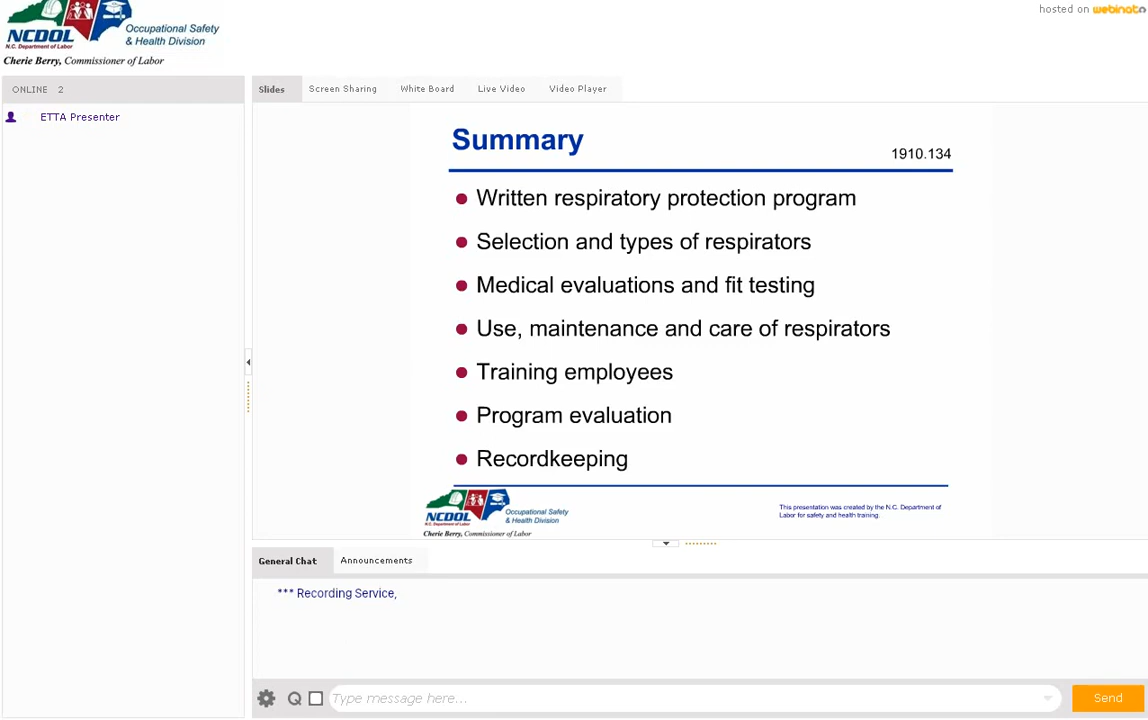 hosted on webinato
NCDOL
N.C. Department of Labor
Occupational Safety
& Health Division
Cherie Berry, Commissioner of Labor
ONLINE 2
ETTA Presenter
Slides
Screen Sharing
White Board
Live Video
Video Player
Summary
1910.134
Written respiratory protection program
Selection and types of respirators
Medical evaluations and fit testing
Use, maintenance and care of respirators
Training employees
Program evaluation
Recordkeeping
NCDOL
N.C. Department of Labor
Occupational Safety
& Health Division
Cherie Berry, Commissioner of Labor
This presentation was created by the N.C. Department of
Labor for safety and health training.
General Chat
Announcements
*** Recording Service,
Q
Type message here...
Send